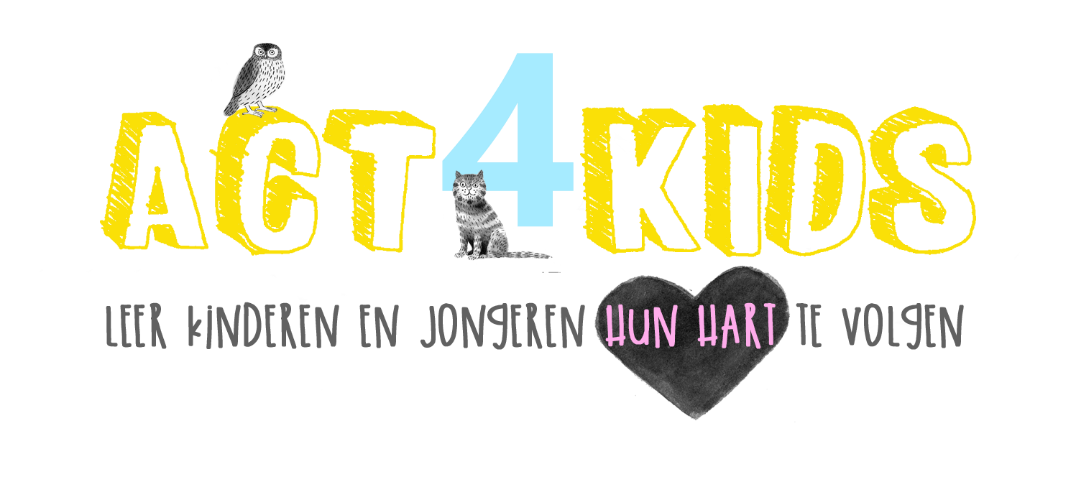 ACT4KIDS
LEER KINDEREN EN JONGEREN HUN HART TE VOLGEN